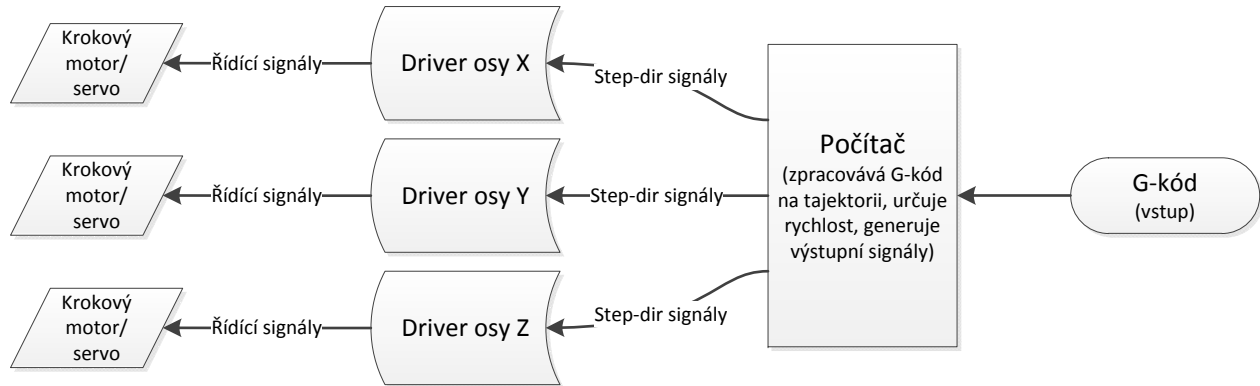 Krokový
motor/
servo
Řídící signály
Driver osy X
Step-dir signály
Krokový
motor/
servo
Řídící signály
Driver osy Y
Step-dir signály
Krokový
motor/
servo
Řídící signály
Driver osy Z
Step-dir signály
Počítač
(zpracovává G-kód
na tajektorii, určuje
rychlost, generuje
výstupní signály)
G-kód
(vstup)